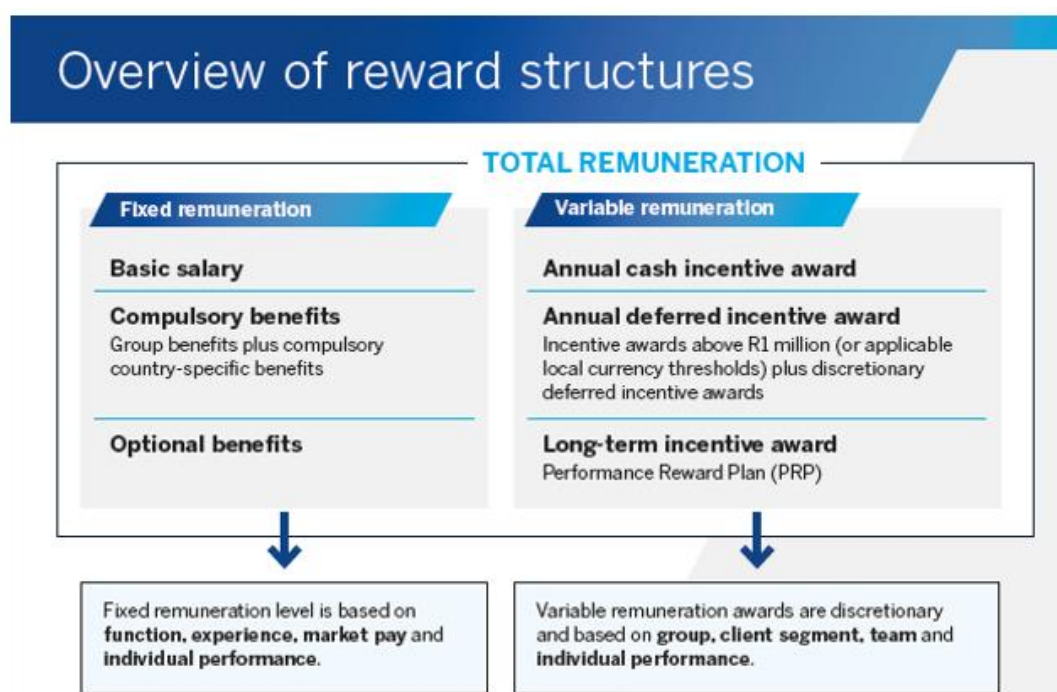 Overview of reward structures
TOTAL REMUNERATION
Fixed remuneration
Basic salary
Compulsory benefits
Group benefits plus compulsory
country-specific benefits
Optional benefits
Variable remuneration
Annual cash incentive award
Annual deferred incentive award
Incentive awards above R1 million (or applicable
local currency thresholds) plus discretionary
deferred incentive awards
Long-term incentive award
Performance Reward Plan (PRP)
Fixed remuneration level is based on
function, experience, market pay and
individual performance.
Variable remuneration awards are discretionary
and based on group, client segment, team and
individual performance.